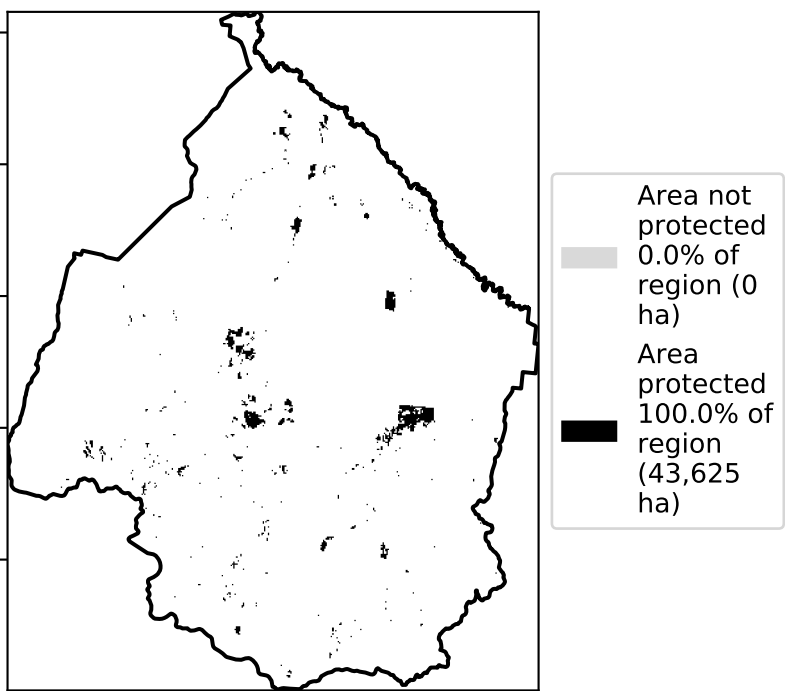 Area not
protected
0.0% of
region (0
ha)
Area
protected
100.0% of
region
(43,625
ha)